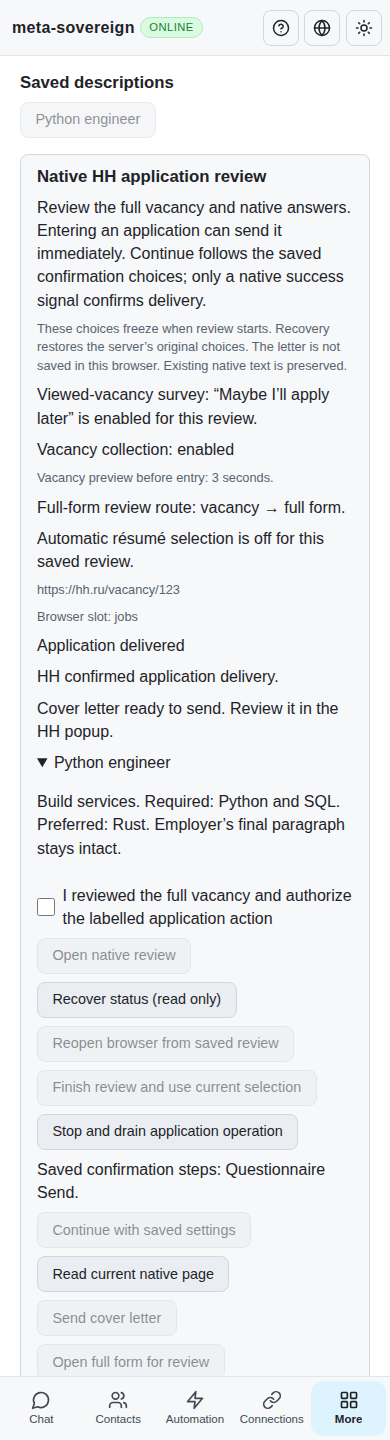 meta-sovereign ONLINE
Saved descriptions
Python engineer
Native HH application review
Review the full vacancy and native answers.
Entering an application can send it
immediately. Continue follows the saved
confirmation choices; only a native success
signal confirms delivery.
These choices freeze when review starts. Recovery
restores the server's original choices. The letter is not
saved in this browser. Existing native text is preserved.
Viewed-vacancy survey: “Maybe I'll apply
later” is enabled for this review.
Vacancy collection: enabled
Vacancy preview before entry: 3 seconds.
Full-form review route: vacancy → full form.
Automatic résumé selection is off for this
saved review.
https://hh.ru/vacancy/123
Browser slot: jobs
Application delivered
HH confirmed application delivery.
Cover letter ready to send. Review it in the
HH popup.
▼ Python engineer
Build services. Required: Python and SQL.
Preferred: Rust. Employer's final paragraph
stays intact.
I reviewed the full vacancy and authorize
the labelled application action
Open native review
Recover status (read only)
Reopen browser from saved review
Finish review and use current selection
Stop and drain application operation
Saved confirmation steps: Questionnaire
Send.
Continue with saved settings
Read current native page
Send cover letter
Open full form for review
Chat Contacts Automation Connections More